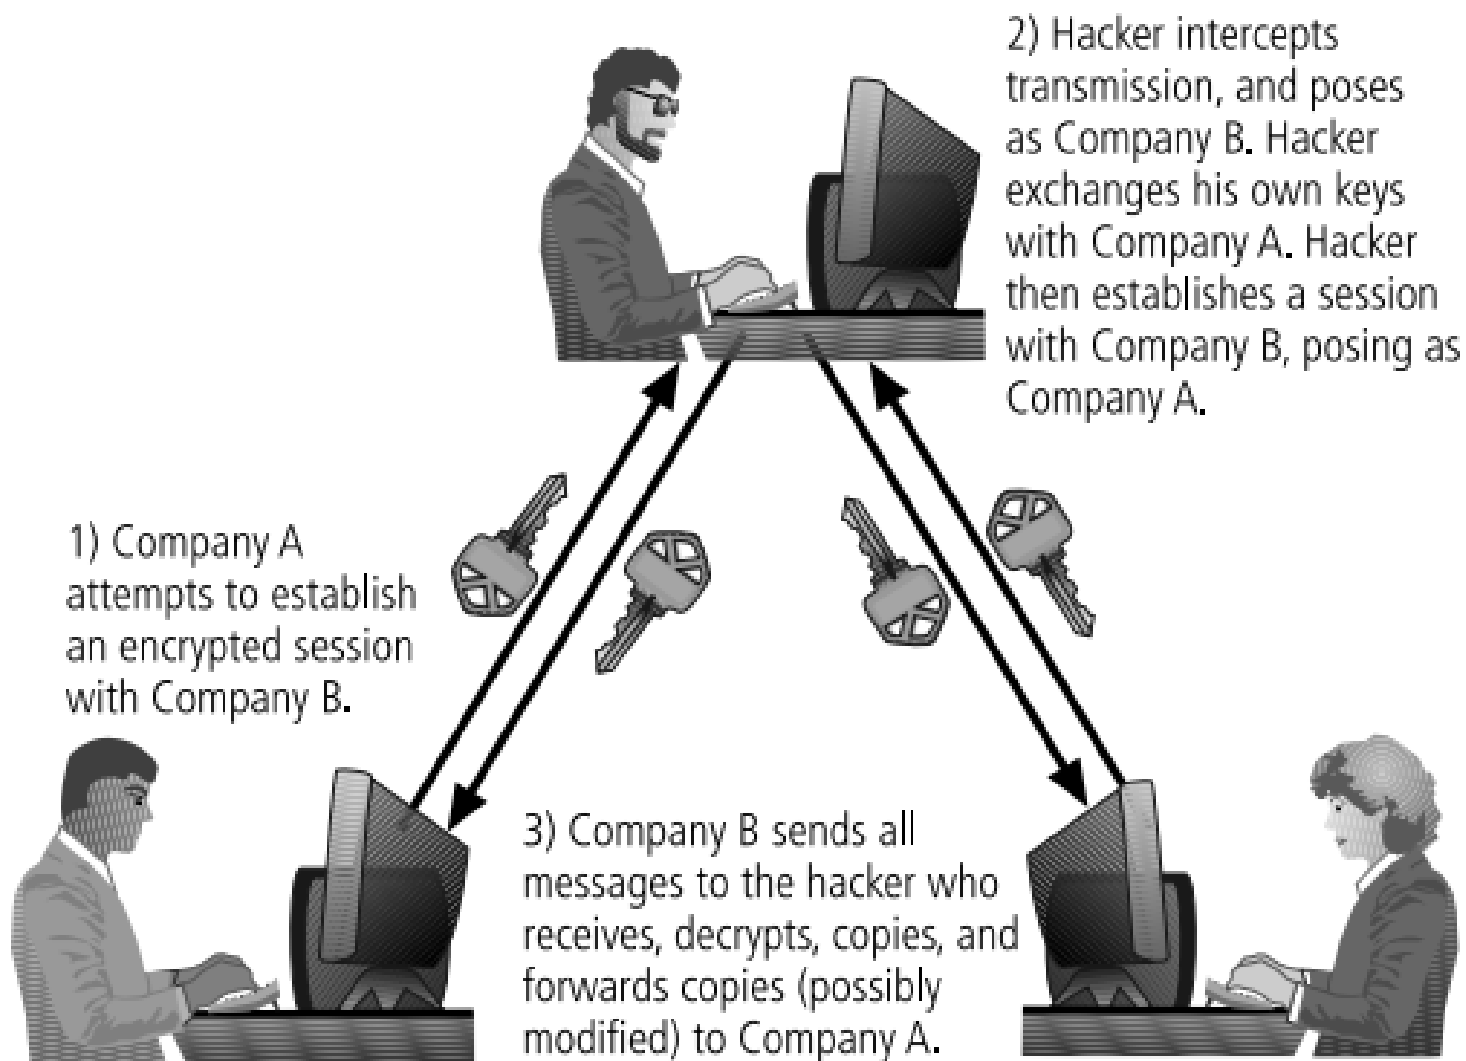 1) Company A
attempts to establish
an encrypted session
with Company B.
2) Hacker intercepts
transmission, and poses
as Company B. Hacker
exchanges his own keys
with Company A. Hacker
then establishes a session
with Company B, posing as
Company A.
3) Company B sends all
messages to the hacker who
receives, decrypts, copies, and
forwards copies (possibly
modified) to Company A.